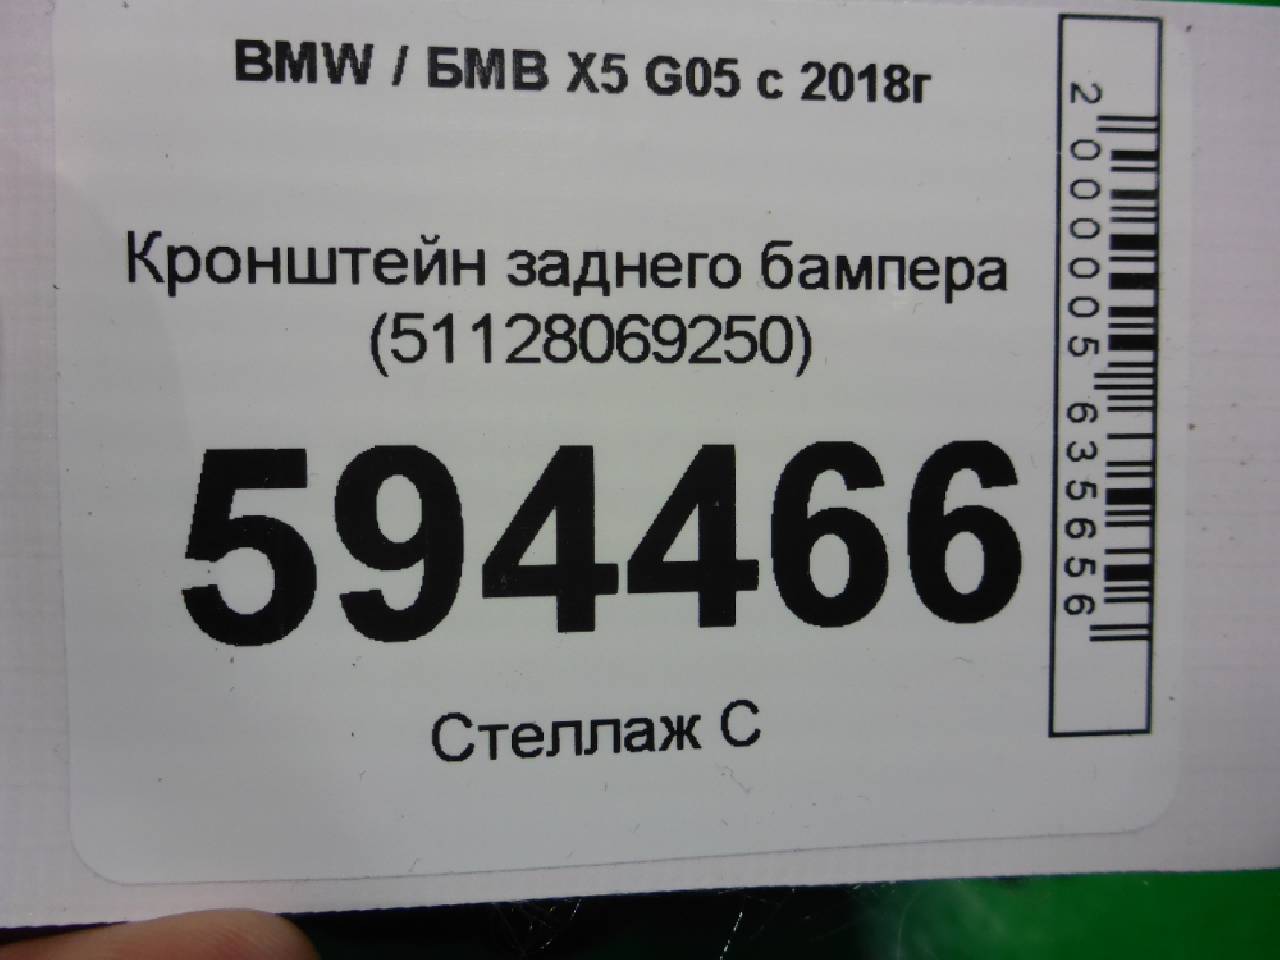 BMW / БМВ X5 G05 с 2018г
Кронштейн заднего бампера
(51128069250)
594466
Стеллаж С
2000005635656